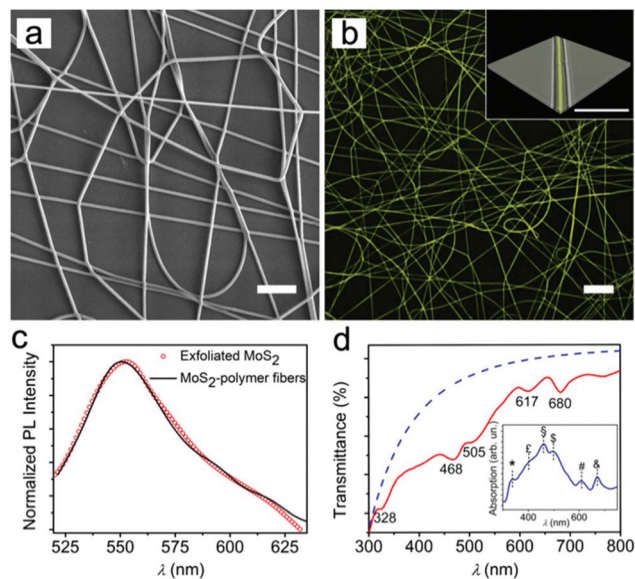 a
b
c
Normalized PL Intensity
Exfoliated MoS2
MoS2-polymer fibers
525 550 575 600 625
λ (nm)
d
Transmittance (%)
328
468
505
617
680
300 400 500 600 700 800
λ (nm)
Absorption (arb. un.)
* £ § $ # &
400 600
λ (nm)